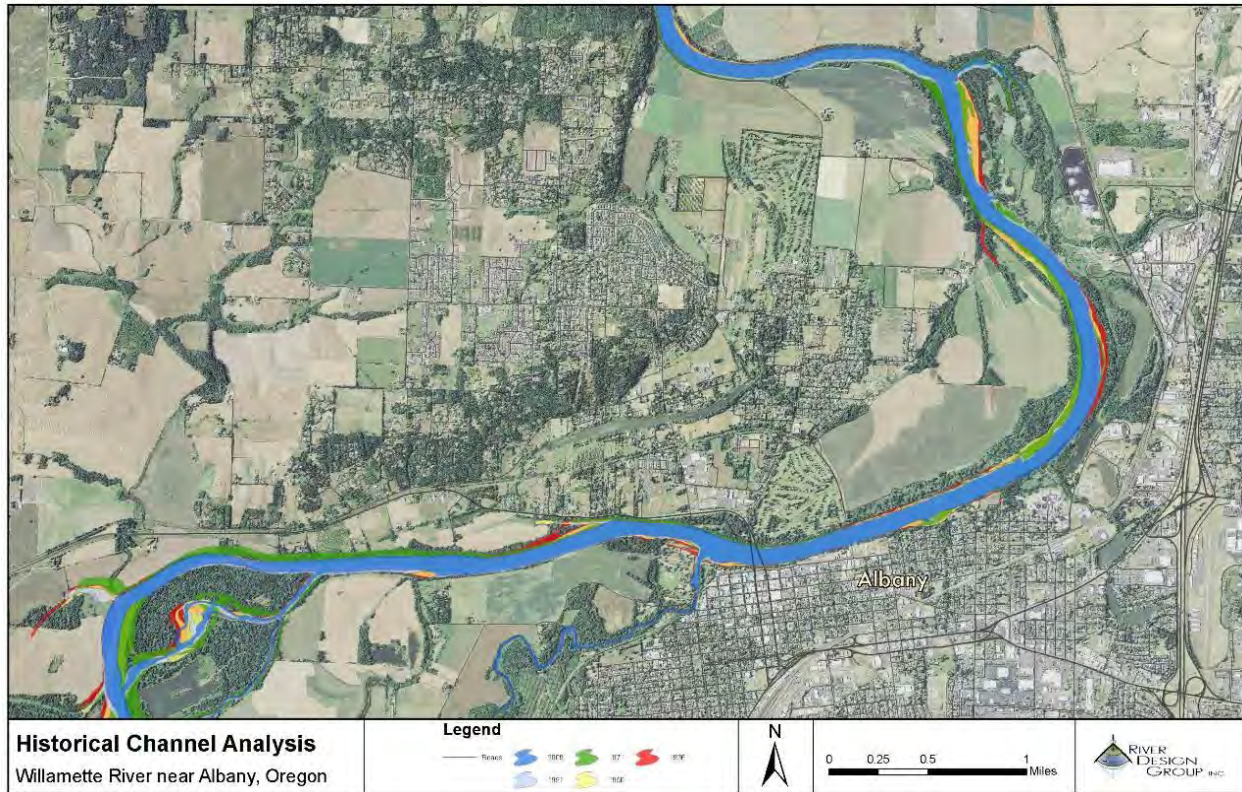 Albany
Historical Channel Analysis
Willamette River near Albany, Oregon
Legend
Roads
N
0 0.25 0.5 1
Miles
RIVER
DESIGN
GROUP INC